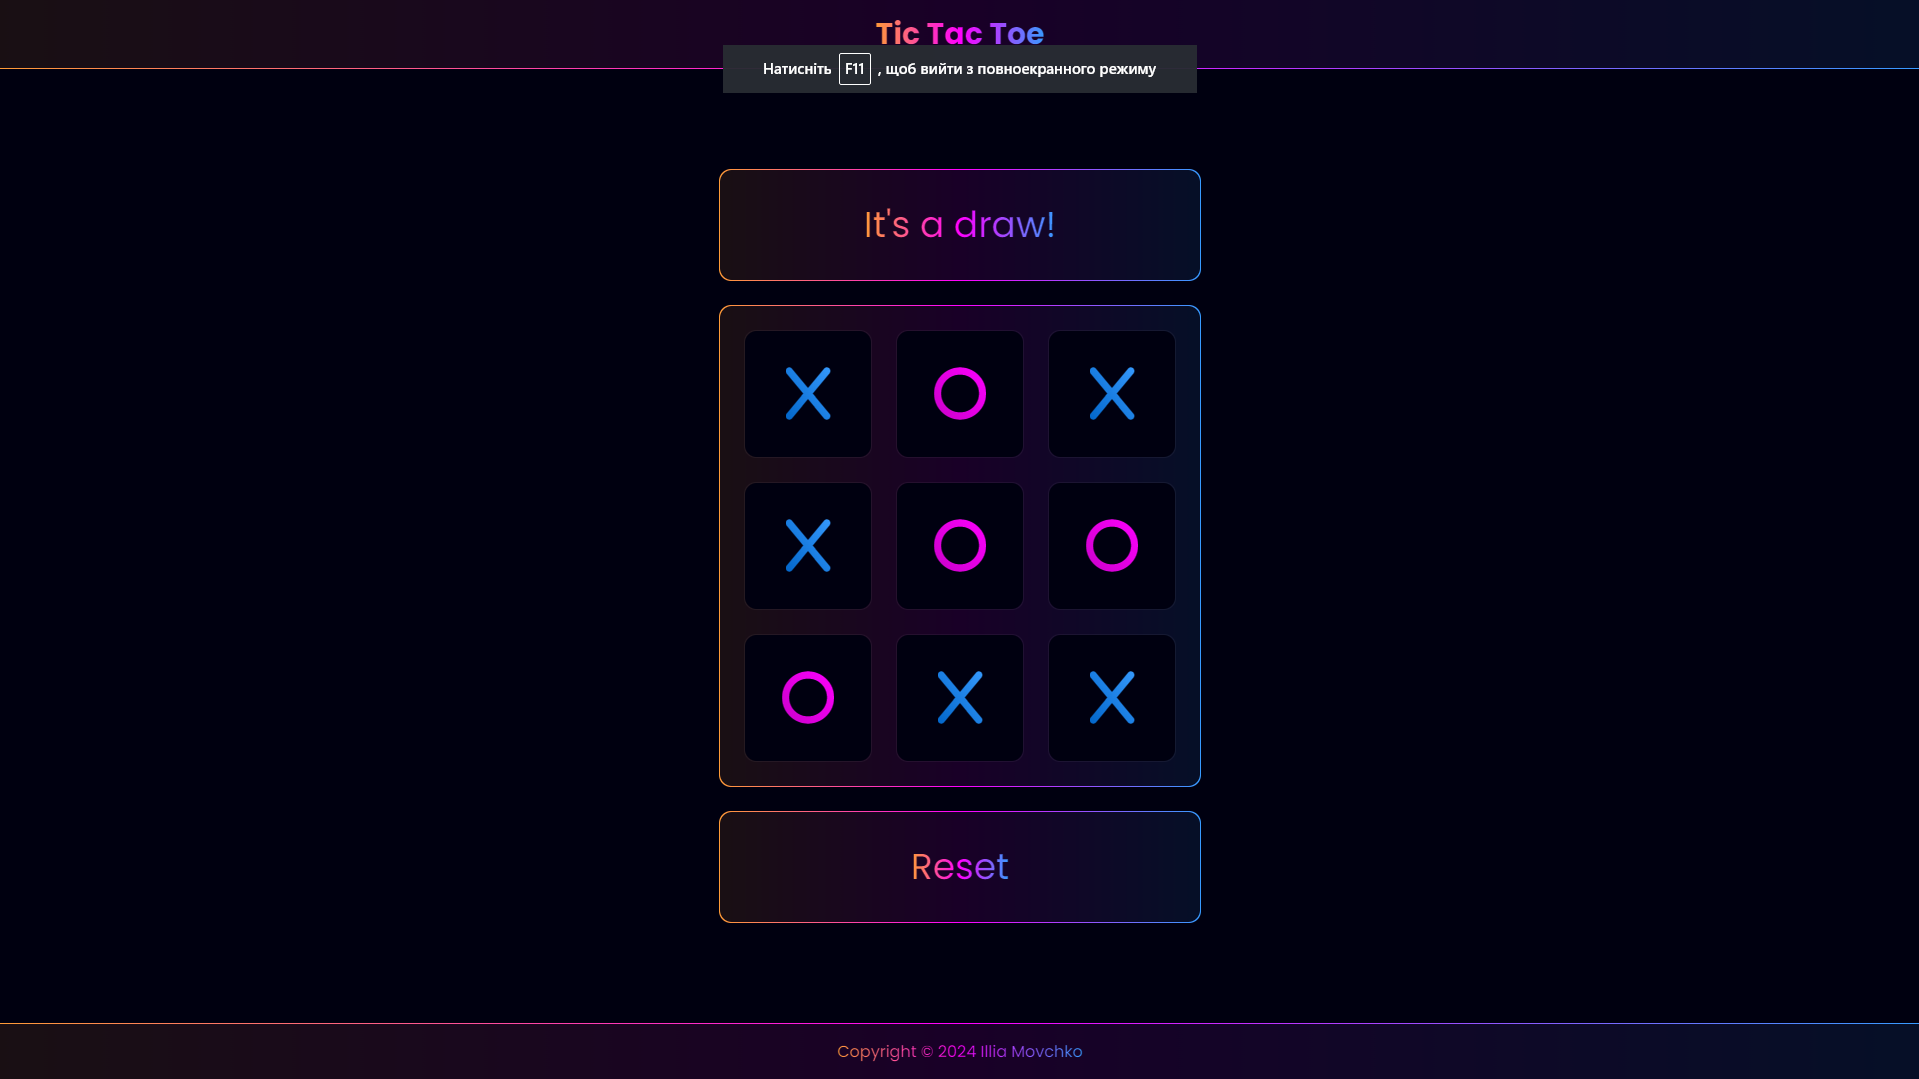 Tic Tac Toe
Натисніть F11 , щоб вийти з повноекранного режиму
It's a draw!
X O X
X O O
O X X
Reset
Copyright © 2024 Illia Movchko